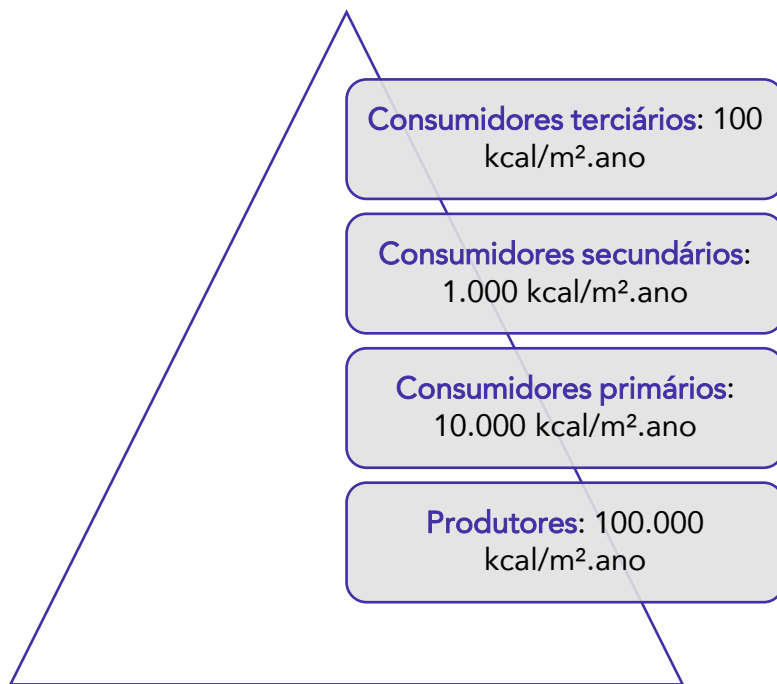 Consumidores terciários: 100
kcal/m².ano
Consumidores secundários:
1.000 kcal/m².ano
Consumidores primários:
10.000 kcal/m².ano
Produtores: 100.000
kcal/m².ano